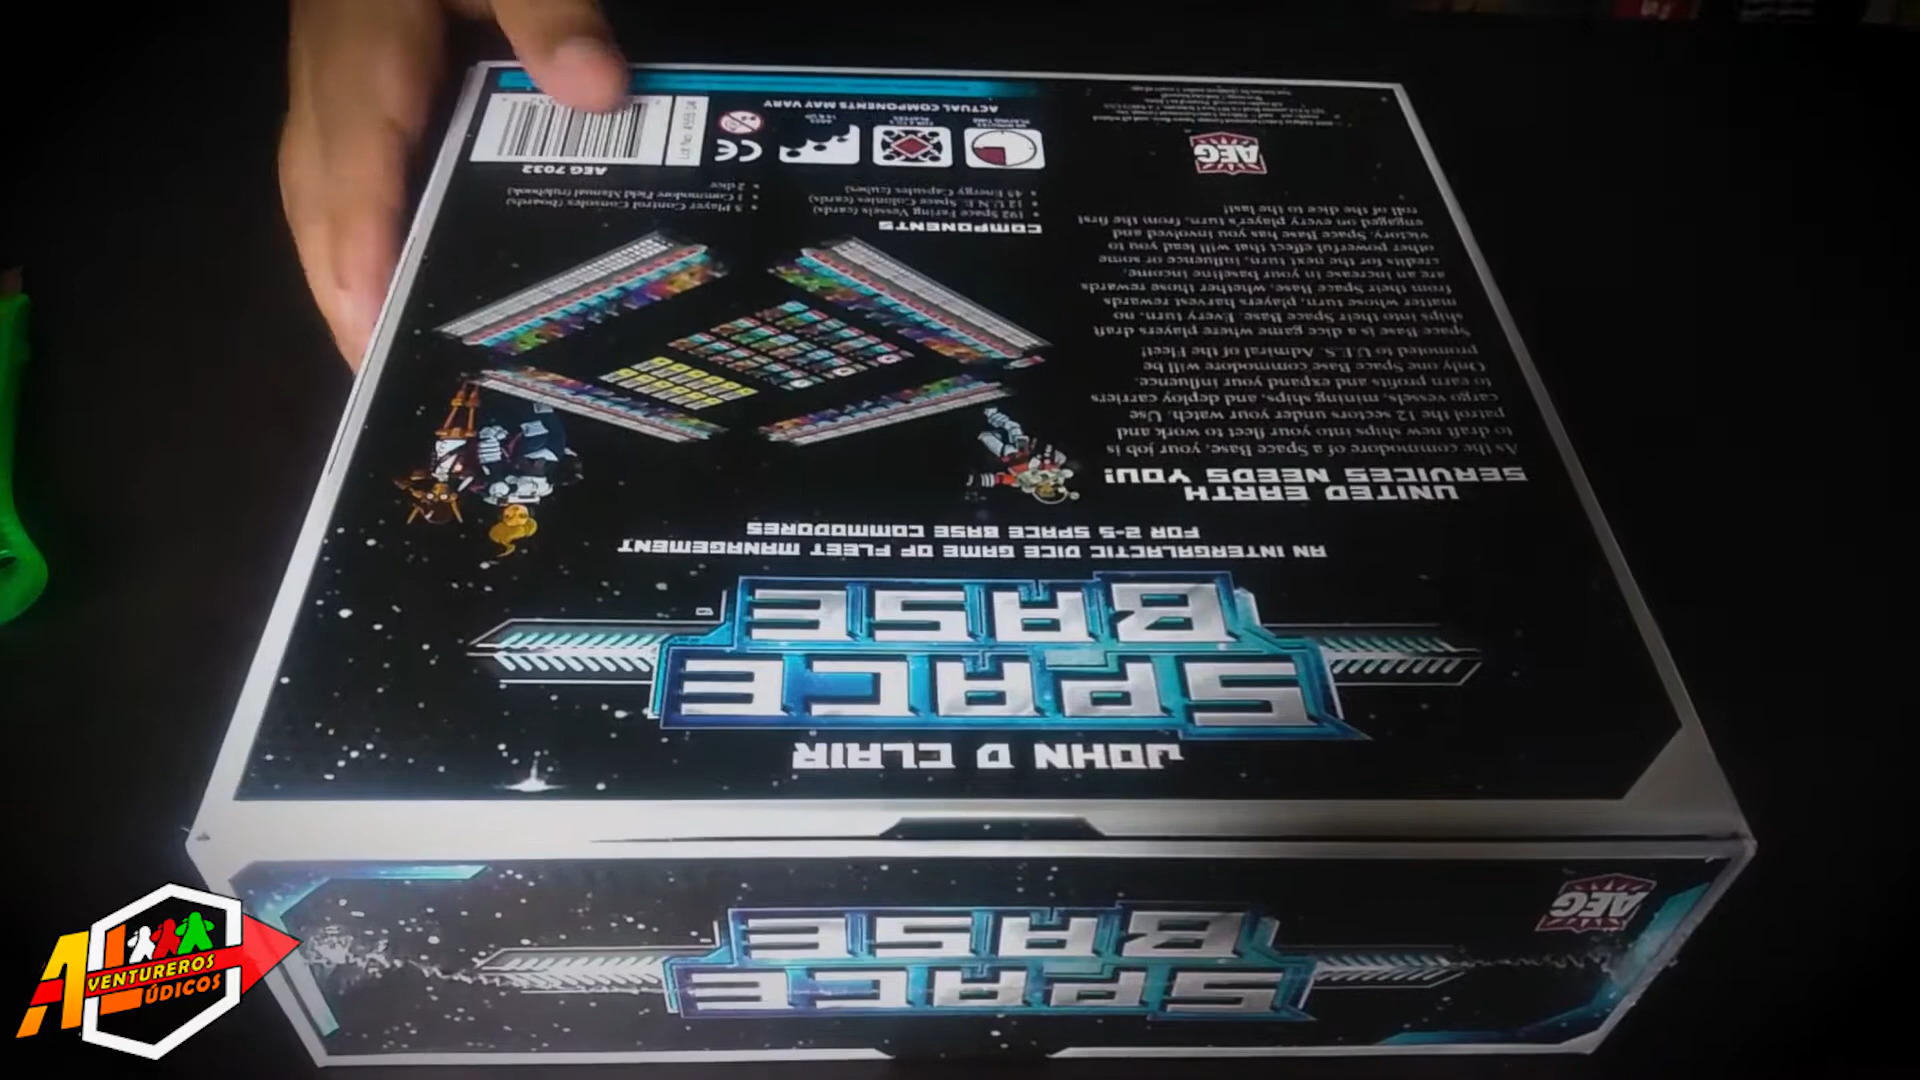 JOHN D CLAIR
SPACE
BASE
AN INTERGALACTIC DICE GAME OF FLEET MANAGEMENT
FOR 2-5 SPACE BASE COMMODORES
UNITED EARTH
SERVICES NEEDS YOU!
As the commodore of a Space Base, your job is
to draft new ships into your fleet to work and
patrol the 12 sectors under your watch. Use
cargo vessels, mining ships, and deploy carriers
to earn profits and expand your influence.
Only one Space Base commodore will be
promoted to U.E.S. Admiral of the Fleet!
Space Base is a dice game where players draft
ships into their Space Base. Every turn, no
matter whose turn, players harvest rewards
from their Space Base, whether those rewards
are an increase in your baseline income,
credits for the next turn, influence or some
other powerful effect that will lead you to
victory. Space Base has you involved and
engaged on every player's turn, from the first
roll of the dice to the last!
COMPONENTS
• 192 Space Faring Vessels (cards)
• 12 U.N.E. Space Colonies (cards)
• 45 Energy Capsules (cubes)
• 5 Player Control Consoles (boards)
• 1 Commodore Field Manual (rulebook)
• 2 dice
AEG
PLAYING TIME
PLAYERS
CE
ACTUAL COMPONENTS MAY VARY
AEG 7032
SPACE
BASE
AEG
AVENTUREROS
LÚDICOS